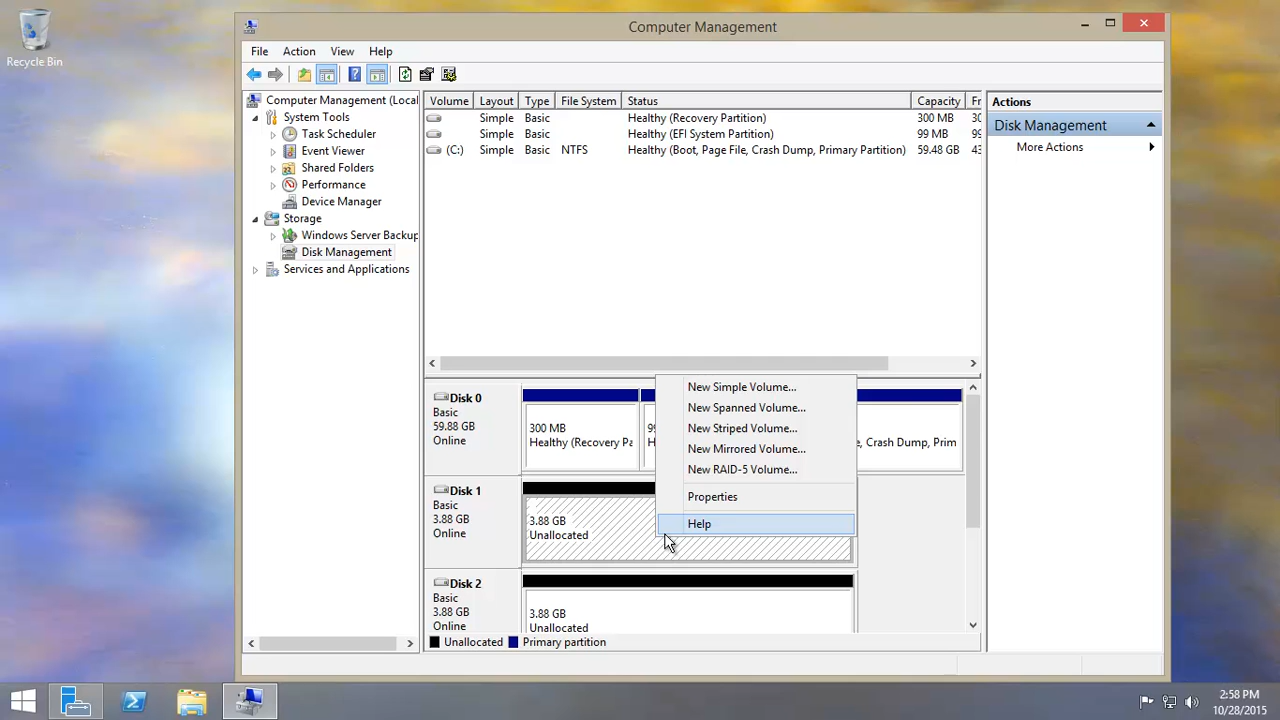 Recycle Bin
Computer Management
File Action View Help
Computer Management (Local
System Tools
Task Scheduler
Event Viewer
Shared Folders
Performance
Device Manager
Storage
Windows Server Backup
Disk Management
Services and Applications
Volume Layout Type File System Status Capacity Fr
Simple Basic Healthy (Recovery Partition) 300 MB 30
Simple Basic Healthy (EFI System Partition) 99 MB 99
(C:) Simple Basic NTFS Healthy (Boot, Page File, Crash Dump, Primary Partition) 59.48 GB 43
Actions
Disk Management
More Actions
Disk 0
Basic
59.88 GB
Online
300 MB
Healthy (Recovery Pa
99
H
e, Crash Dump, Prim
New Simple Volume...
New Spanned Volume...
New Striped Volume...
New Mirrored Volume...
New RAID-5 Volume...
Properties
Help
Disk 1
Basic
3.88 GB
Online
3.88 GB
Unallocated
Disk 2
Basic
3.88 GB
Online
3.88 GB
Unallocated
Unallocated Primary partition
2:58 PM
10/28/2015